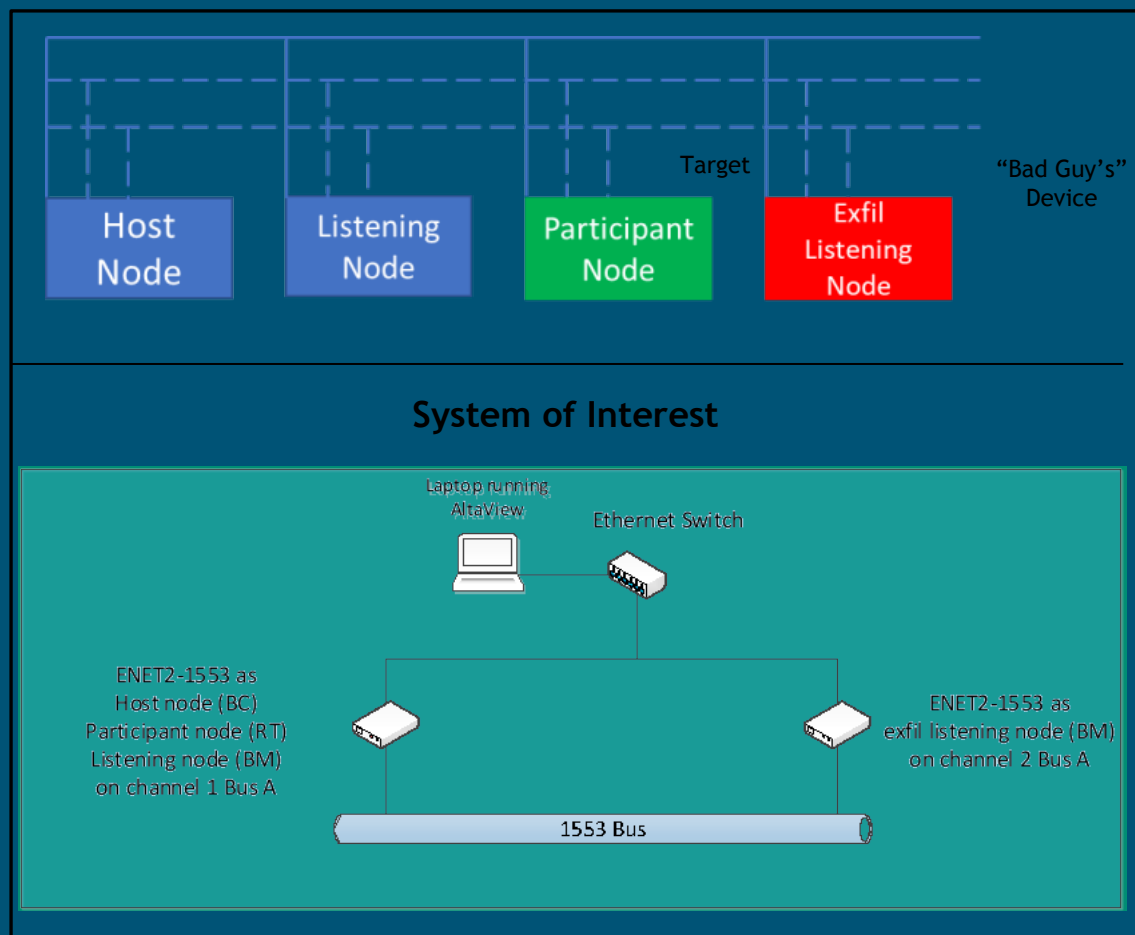 Host
Node
Listening
Node
Target
Participant
Node
Exfil
Listening
Node
“Bad Guy’s”
Device
System of Interest
Laptop running
AltaView
Ethernet Switch
ENET2-1553 as
Host node (BC)
Participant node (RT)
Listening node (BM)
on channel 1 Bus A
ENET2-1553 as
exfil listening node (BM)
on channel 2 Bus A
1553 Bus